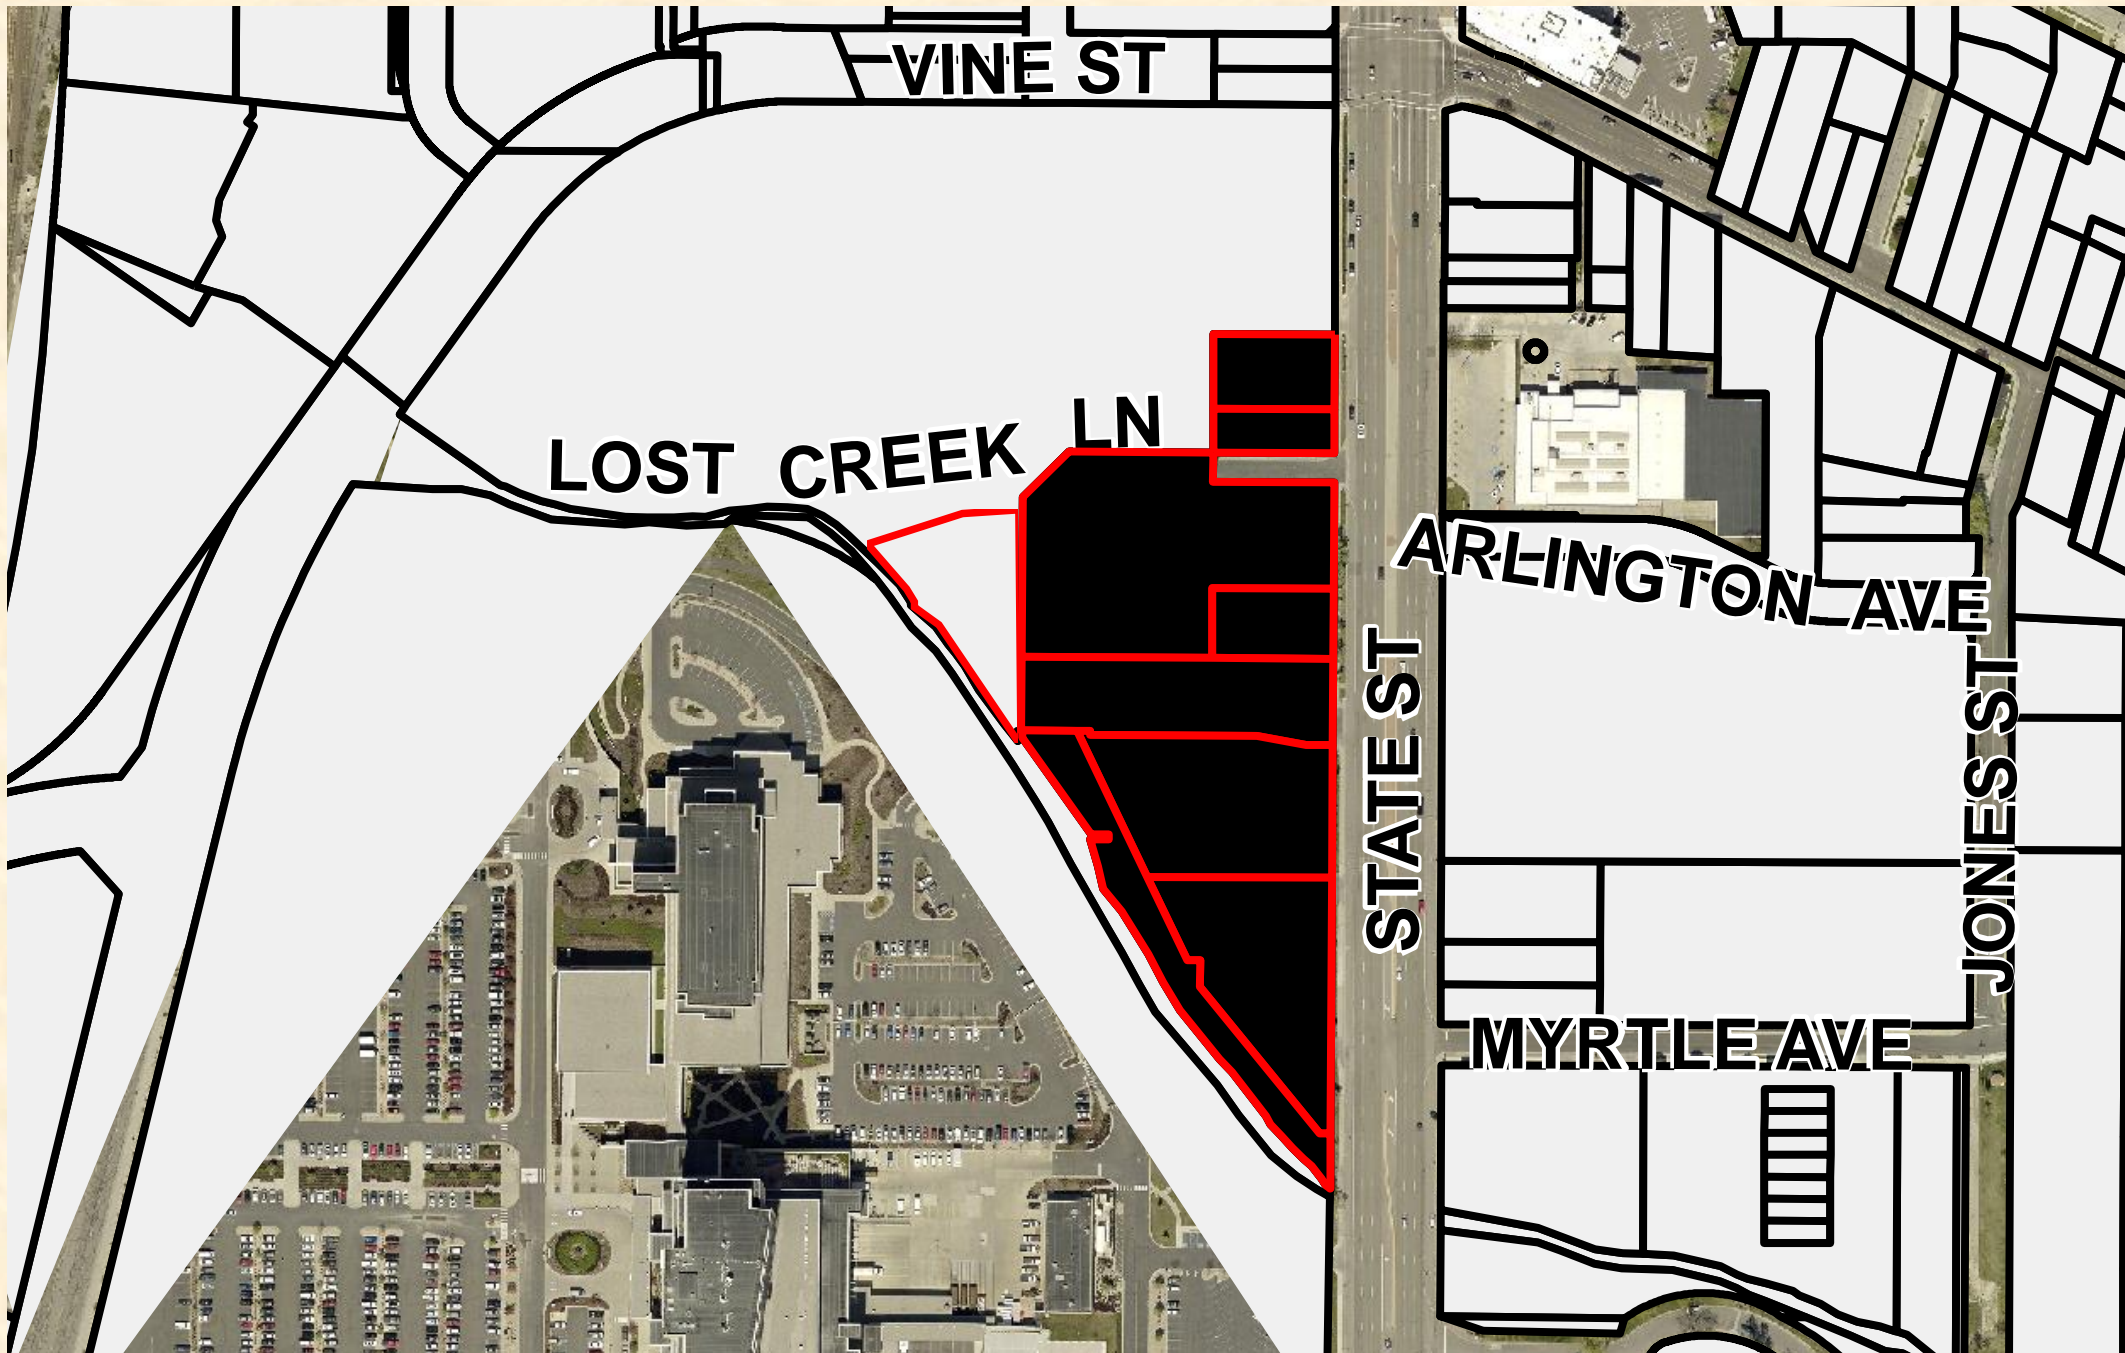 VINE ST
LOST CREEK LN
ARLINGTON AVE
STATE ST
JONES ST
MYRTLE AVE